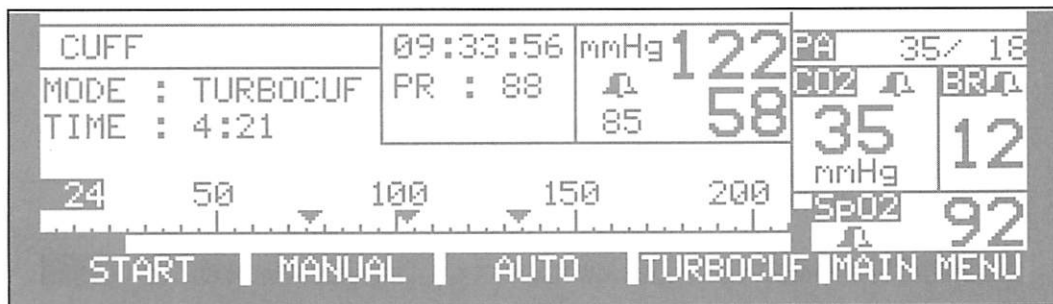 CUFF
MODE : TURBOCUF
TIME : 4:21
09:33:56
PR : 88
mmHg 122
85 58
PA 35/ 18
CO2
35
mmHg
BR
12
SpO2
92
24 50 100 150 200
START MANUAL AUTO TURBOCUF MAIN MENU